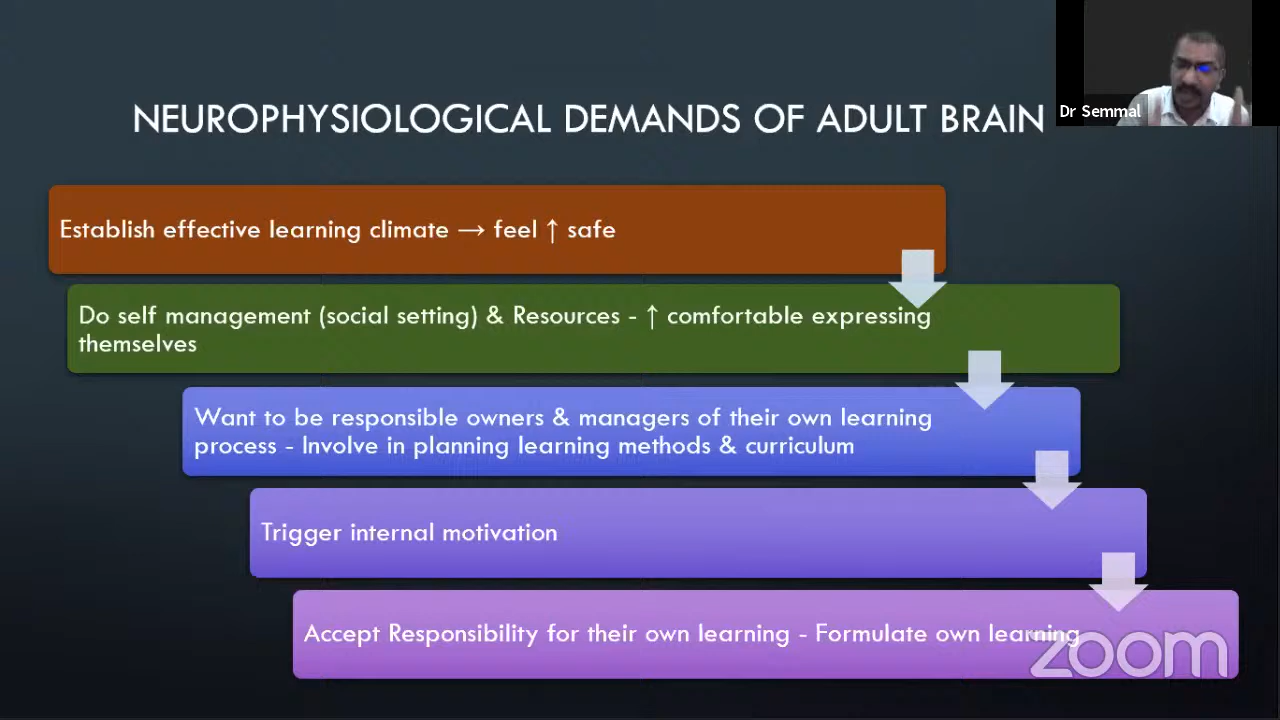 NEUROPHYSIOLOGICAL DEMANDS OF ADULT BRAIN
Dr Semmal
Establish effective learning climate → feel ↑ safe
Do self management (social setting) & Resources - ↑ comfortable expressing
themselves
Want to be responsible owners & managers of their own learning
process - Involve in planning learning methods & curriculum
Trigger internal motivation
Accept Responsibility for their own learning - Formulate own learning
zoom